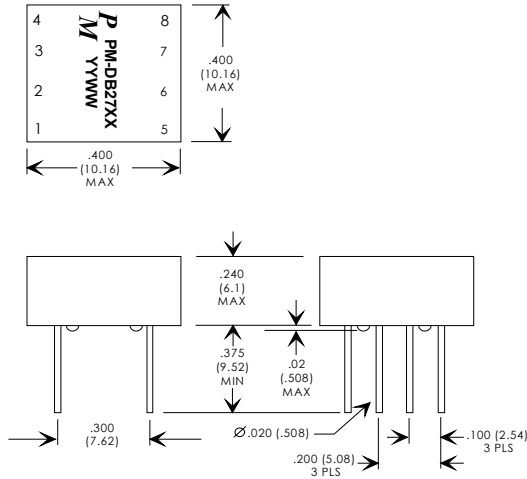 4 8
3 7
2 6
1 5
PM
PM-DB27XX
YYWW
.400
(10.16)
MAX
.400
(10.16)
MAX
.240
(6.1)
MAX
.375
(9.52)
MIN
.02
(.508)
MAX
.300
(7.62)
Ø.020 (.508)
.100 (2.54)
3 PLS
.200 (5.08)
3 PLS